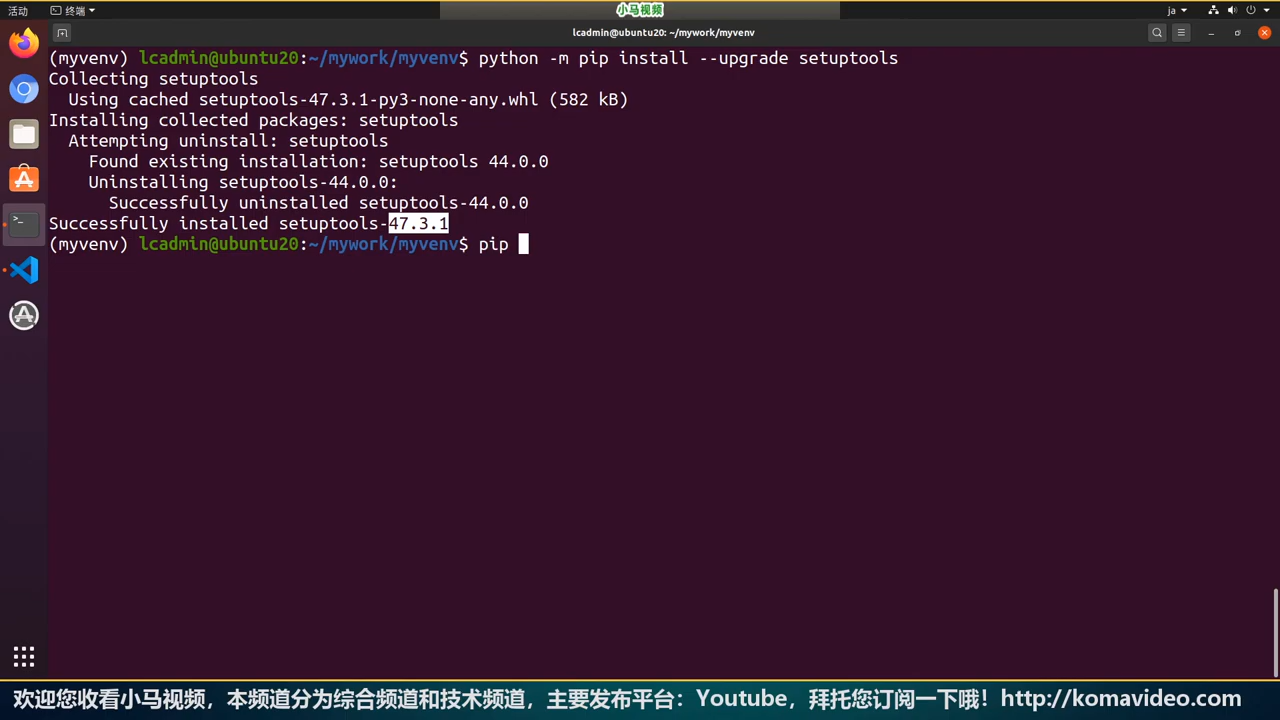 活动
终端
小马视频
ja
lcadmin@ubuntu20: ~/mywork/myvenv
(myvenv) lcadmin@ubuntu20:~/mywork/myvenv$ python -m pip install --upgrade setuptools
Collecting setuptools
  Using cached setuptools-47.3.1-py3-none-any.whl (582 kB)
Installing collected packages: setuptools
  Attempting uninstall: setuptools
    Found existing installation: setuptools 44.0.0
    Uninstalling setuptools-44.0.0:
      Successfully uninstalled setuptools-44.0.0
Successfully installed setuptools-47.3.1
(myvenv) lcadmin@ubuntu20:~/mywork/myvenv$ pip
欢迎您收看小马视频，本频道分为综合频道和技术频道，主要发布平台：Youtube，拜托您订阅一下哦！http://komavideo.com